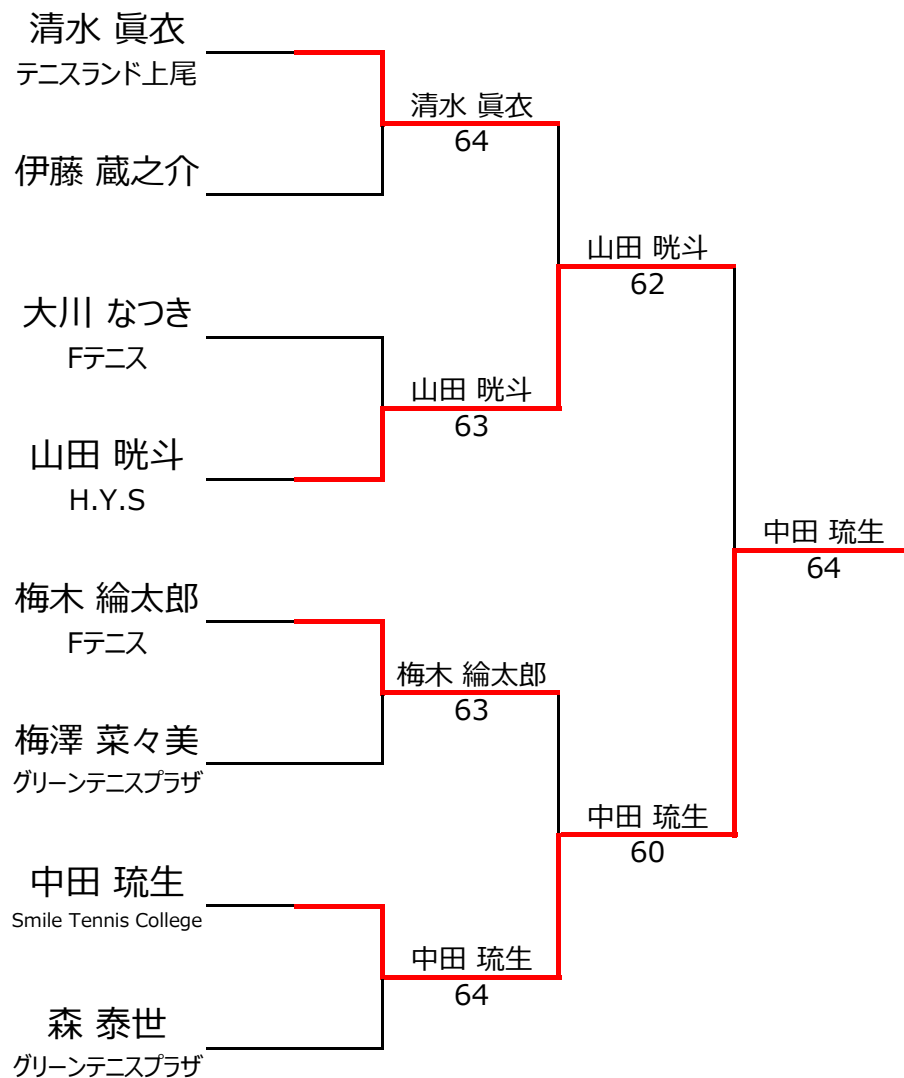 清水 眞衣
テニスランド上尾
伊藤 蔵之介
大川 なつき
Fテニス
山田 晄斗
H.Y.S
梅木 綸太郎
Fテニス
梅澤 菜々美
グリーンテニスプラザ
中田 琉生
Smile Tennis College
森 泰世
グリーンテニスプラザ
清水 眞衣
64
山田 晄斗
63
梅木 綸太郎
63
中田 琉生
64
山田 晄斗
62
中田 琉生
60
中田 琉生
64